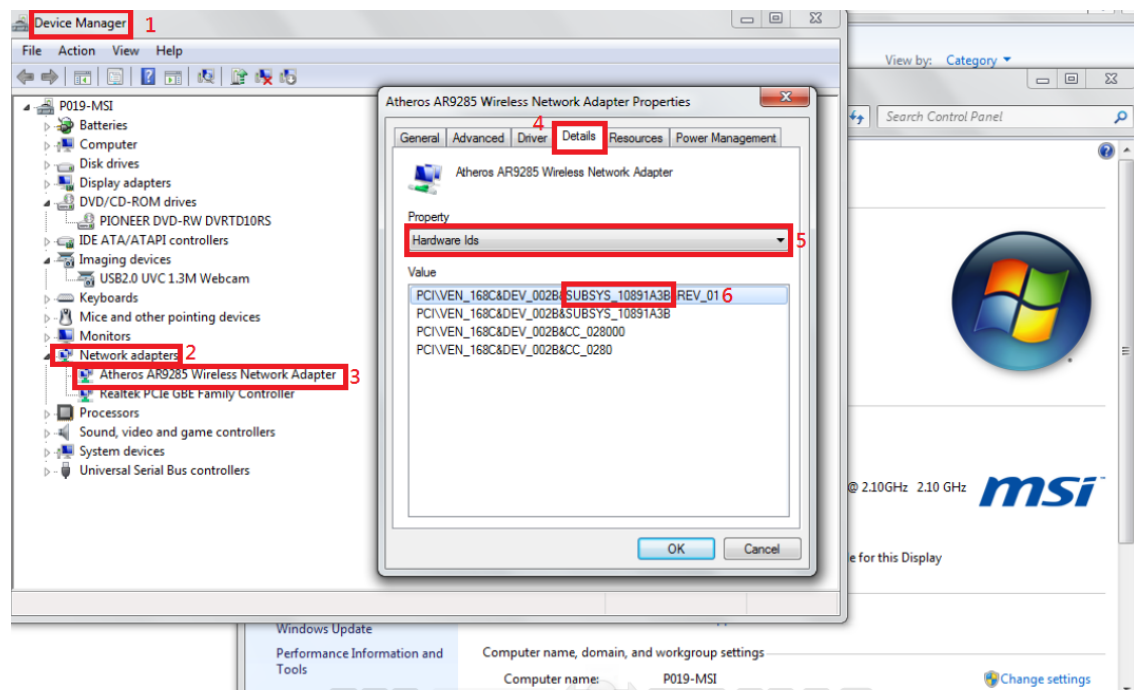 Device Manager 1
File Action View Help
P019-MSI
Batteries
Computer
Disk drives
Display adapters
DVD/CD-ROM drives
PIONEER DVD-RW DVRTD10RS
IDE ATA/ATAPI controllers
Imaging devices
USB2.0 UVC 1.3M Webcam
Keyboards
Mice and other pointing devices
Monitors
Network adapters 2
Atheros AR9285 Wireless Network Adapter 3
Realtek PCIe GBE Family Controller
Processors
Sound, video and game controllers
System devices
Universal Serial Bus controllers
Atheros AR9285 Wireless Network Adapter Properties
4
General Advanced Driver Details Resources Power Management
Atheros AR9285 Wireless Network Adapter
Property
Hardware Ids 5
Value
PCI\VEN_168C&DEV_002B&SUBSYS_10891A3B REV_01 6
PCI\VEN_168C&DEV_002B&SUBSYS_10891A3B
PCI\VEN_168C&DEV_002B&CC_028000
PCI\VEN_168C&DEV_002B&CC_0280
OK Cancel
View by: Category
Search Control Panel
@ 2.10GHz 2.10 GHz
msi
e for this Display
Windows Update
Performance Information and
Tools
Computer name, domain, and workgroup settings
Computer name: P019-MSI
Change settings